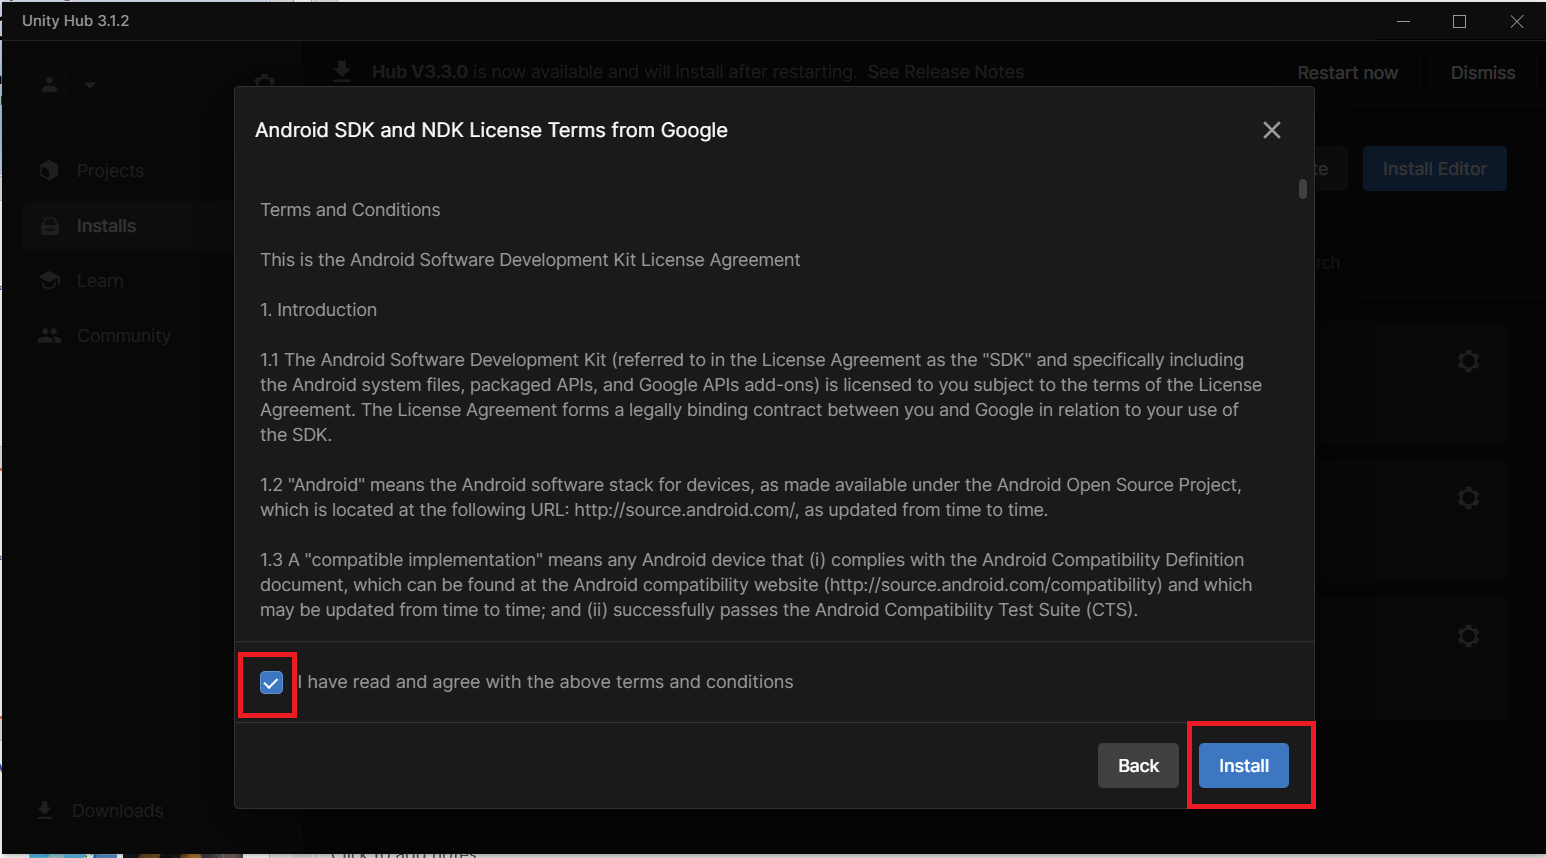 Unity Hub 3.1.2
Hub V3.3.0 is now available and will install after restarting. See Release Notes
Restart now
Dismiss
Projects
Installs
Learn
Community
Downloads
Install Editor
Android SDK and NDK License Terms from Google
Terms and Conditions
This is the Android Software Development Kit License Agreement
1. Introduction
1.1 The Android Software Development Kit (referred to in the License Agreement as the "SDK" and specifically including
the Android system files, packaged APIs, and Google APIs add-ons) is licensed to you subject to the terms of the License
Agreement. The License Agreement forms a legally binding contract between you and Google in relation to your use of
the SDK.
1.2 "Android" means the Android software stack for devices, as made available under the Android Open Source Project,
which is located at the following URL: http://source.android.com/, as updated from time to time.
1.3 A "compatible implementation" means any Android device that (i) complies with the Android Compatibility Definition
document, which can be found at the Android compatibility website (http://source.android.com/compatibility) and which
may be updated from time to time; and (ii) successfully passes the Android Compatibility Test Suite (CTS).
I have read and agree with the above terms and conditions
Back
Install